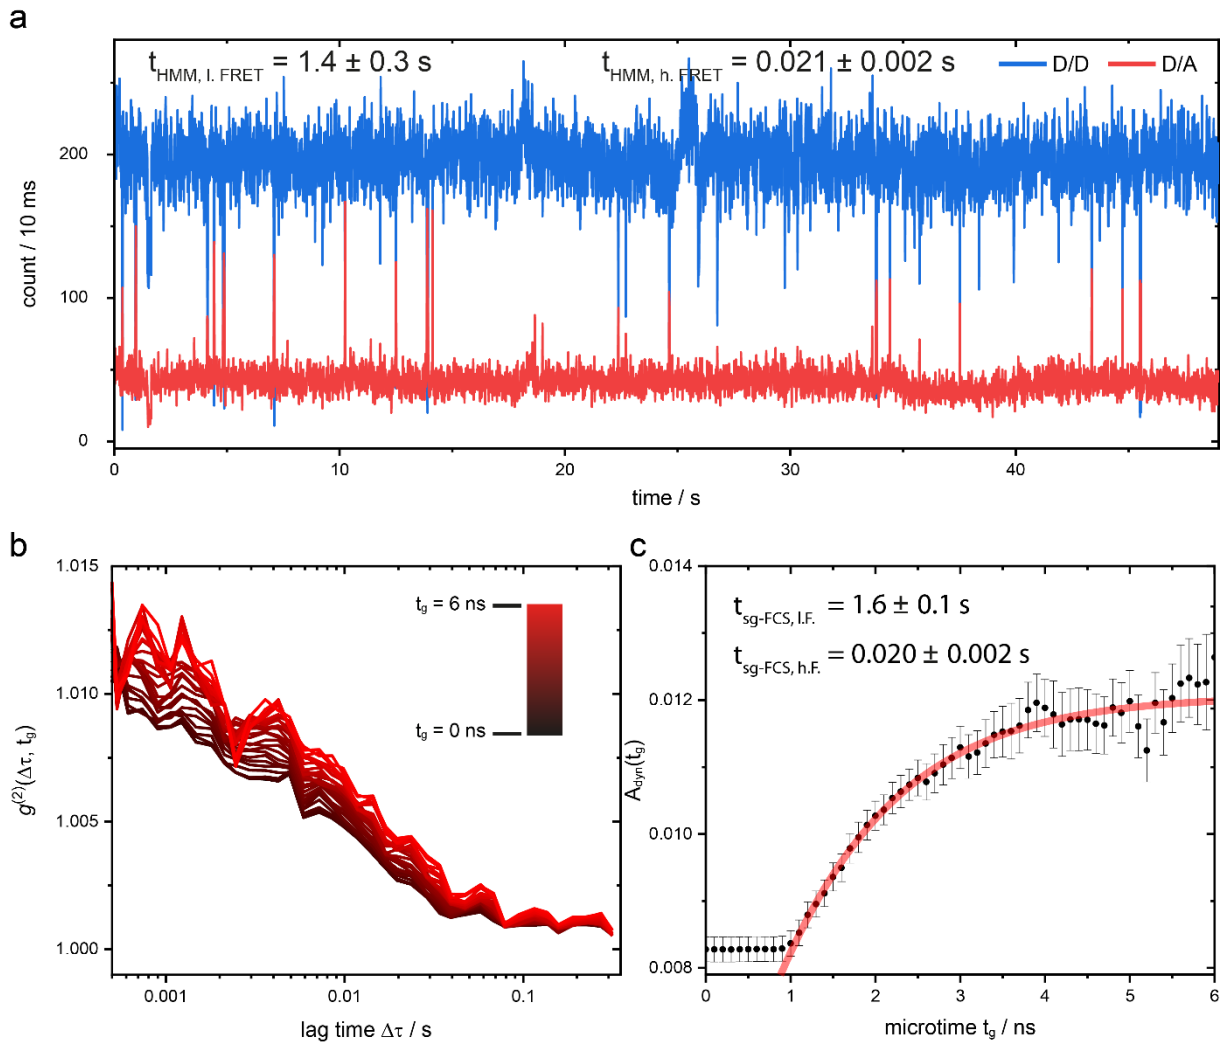 a
t_HMM, l. FRET = 1.4 ± 0.3 s
t_HMM, h. FRET = 0.021 ± 0.002 s
D/D
D/A
200
100
0
count / 10 ms
0 10 20 30 40
time / s
b
1.015
1.010
1.005
1.000
g^(2)(Δτ, t_g)
t_g = 6 ns
t_g = 0 ns
0.001 0.01 0.1
lag time Δτ / s
c
0.014
0.012
0.010
0.008
A_dyn(t_g)
t_sg-FCS, l.F. = 1.6 ± 0.1 s
t_sg-FCS, h.F. = 0.020 ± 0.002 s
0 1 2 3 4 5 6
microtime t_g / ns